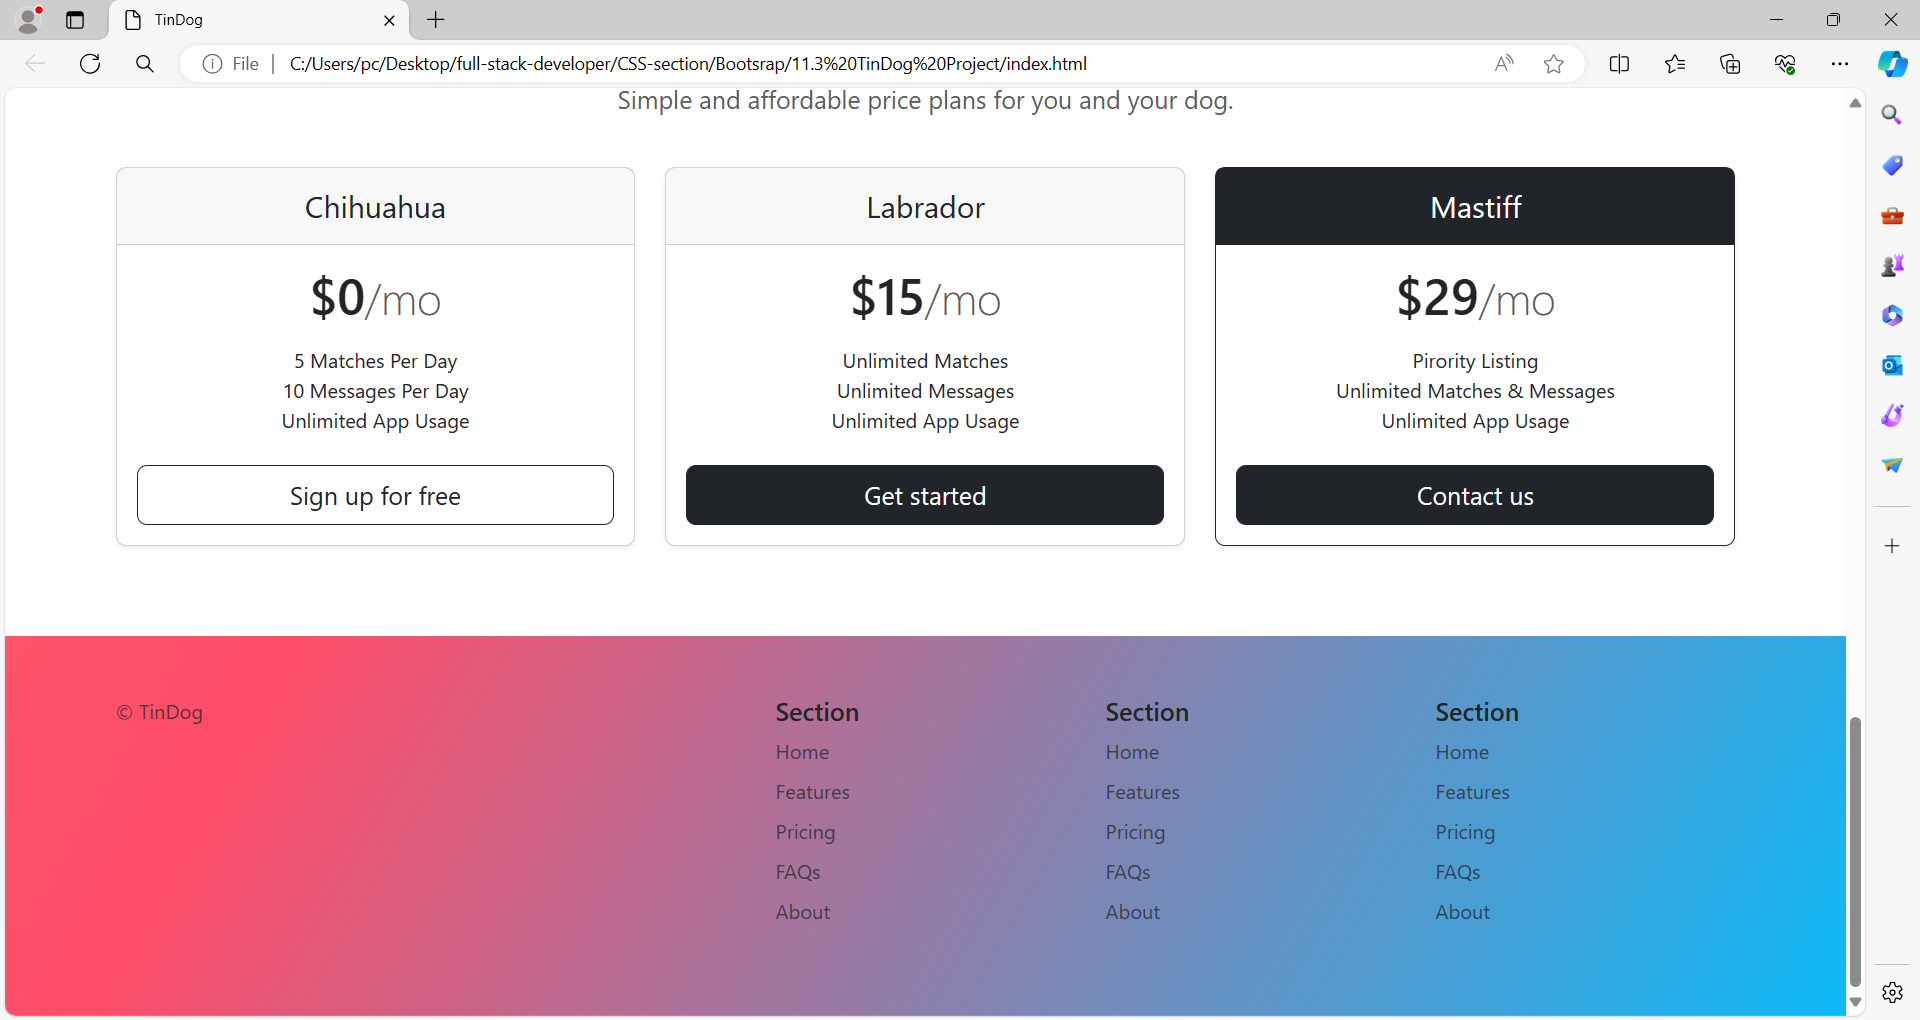 TinDog
File
C:/Users/pc/Desktop/full-stack-developer/CSS-section/Bootsrap/11.3%20TinDog%20Project/index.html
Simple and affordable price plans for you and your dog.
Chihuahua
$0/mo
5 Matches Per Day
10 Messages Per Day
Unlimited App Usage
Sign up for free
Labrador
$15/mo
Unlimited Matches
Unlimited Messages
Unlimited App Usage
Get started
Mastiff
$29/mo
Pirority Listing
Unlimited Matches & Messages
Unlimited App Usage
Contact us
© TinDog
Section
Home
Features
Pricing
FAQs
About
Section
Home
Features
Pricing
FAQs
About
Section
Home
Features
Pricing
FAQs
About